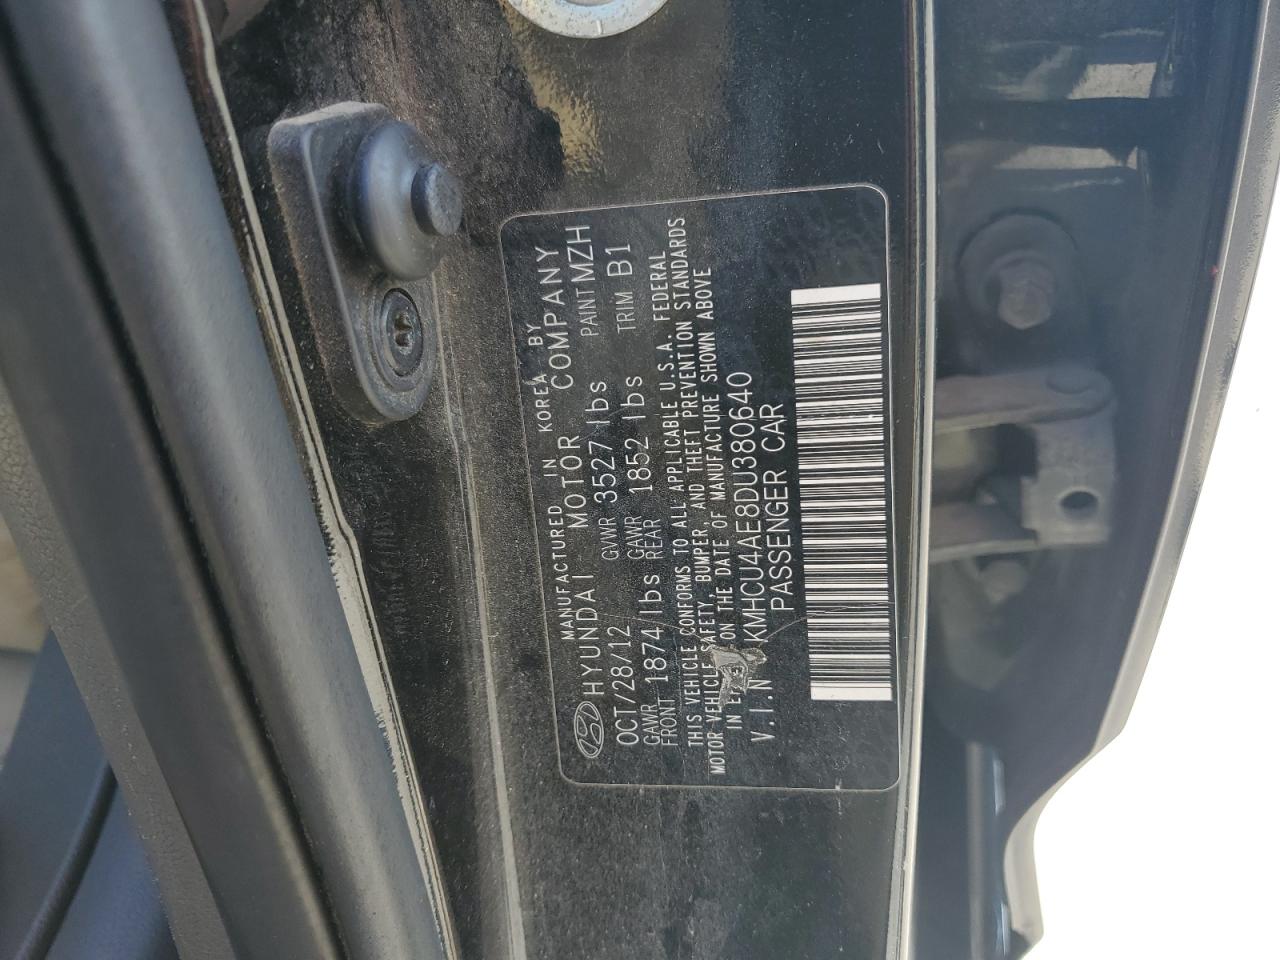 MANUFACTURED IN KOREA BY
HYUNDAI MOTOR COMPANY
OCT/28/12 GVWR 3527 lbs PAINT MZH
GAWR FRONT 1874 lbs GAWR REAR 1852 lbs TRIM B1
THIS VEHICLE CONFORMS TO ALL APPLICABLE U.S.A. FEDERAL
MOTOR VEHICLE SAFETY, BUMPER, AND THEFT PREVENTION STANDARDS
IN ON THE DATE OF MANUFACTURE SHOWN ABOVE
V.I.N KMHCU4AE8DU380640
PASSENGER CAR